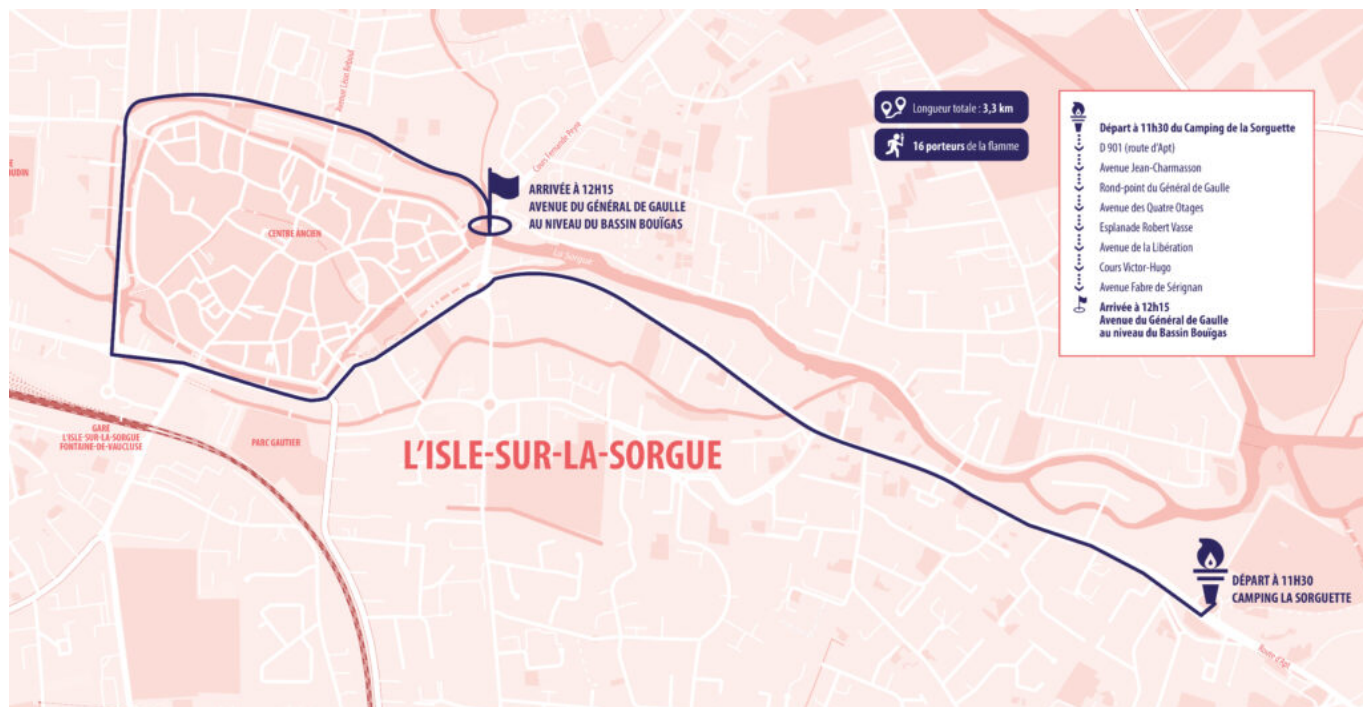 Avenue Léon Reboul
Cours Fernande Peyre
Longueur totale : 3,3 km
16 porteurs de la flamme
Départ à 11h30 du Camping de la Sorguette
D 901 (route d'Apt)
Avenue Jean-Charmasson
Rond-point du Général de Gaulle
Avenue des Quatre Otages
Esplanade Robert Vasse
Avenue de la Libération
Cours Victor-Hugo
Avenue Fabre de Sérignan
Arrivée à 12h15
Avenue du Général de Gaulle
au niveau du Bassin Bouïgas
ARRIVÉE À 12H15
AVENUE DU GÉNÉRAL DE GAULLE
AU NIVEAU DU BASSIN BOUÏGAS
CENTRE ANCIEN
La Sorgue
GARE
L'ISLE-SUR-LA-SORGUE
FONTAINE-DE-VAUCLUSE
PARC GAUTIER
L'ISLE-SUR-LA-SORGUE
DÉPART À 11H30
CAMPING LA SORGUETTE
Route d'Apt